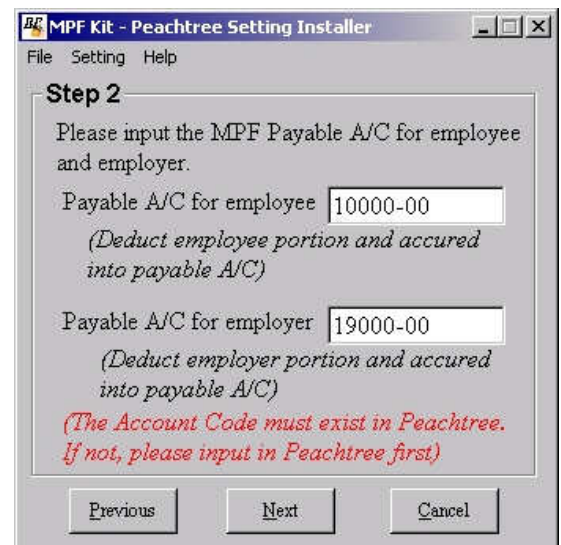 MPF Kit - Peachtree Setting Installer
File Setting Help
Step 2
Please input the MPF Payable A/C for employee
and employer.
Payable A/C for employee 10000-00
(Deduct employee portion and accured
into payable A/C)
Payable A/C for employer 19000-00
(Deduct employer portion and accured
into payable A/C)
(The Account Code must exist in Peachtree.
If not, please input in Peachtree first)
Previous Next Cancel